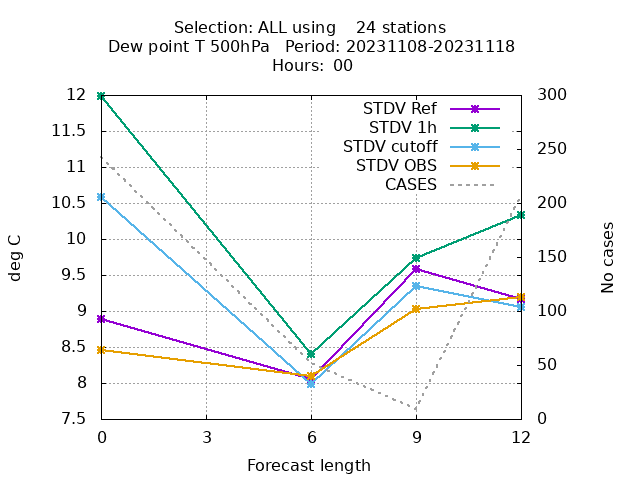 Selection: ALL using    24 stations
Dew point T 500hPa   Period: 20231108-20231118
Hours:  00
12
11.5
11
10.5
10
9.5
9
8.5
8
7.5
deg C
STDV Ref
STDV 1h
STDV cutoff
STDV OBS
CASES
300
250
200
150
100
50
0
No cases
0 3 6 9 12
Forecast length